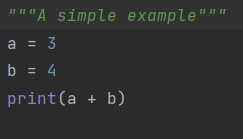 """A simple example"""
a = 3
b = 4
print(a + b)